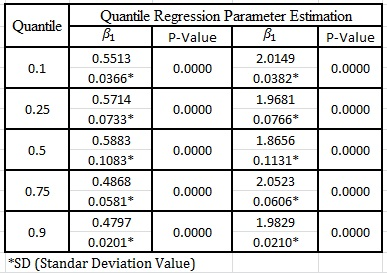 Quantile Quantile Regression Parameter Estimation
β1 P-Value β1 P-Value
0.1 0.5513 0.0000 2.0149 0.0000
0.0366* 0.0382*
0.25 0.5714 0.0000 1.9681 0.0000
0.0733* 0.0766*
0.5 0.5883 0.0000 1.8656 0.0000
0.1083* 0.1131*
0.75 0.4868 0.0000 2.0523 0.0000
0.0581* 0.0606*
0.9 0.4797 0.0000 1.9829 0.0000
0.0201* 0.0210*
*SD (Standar Deviation Value)